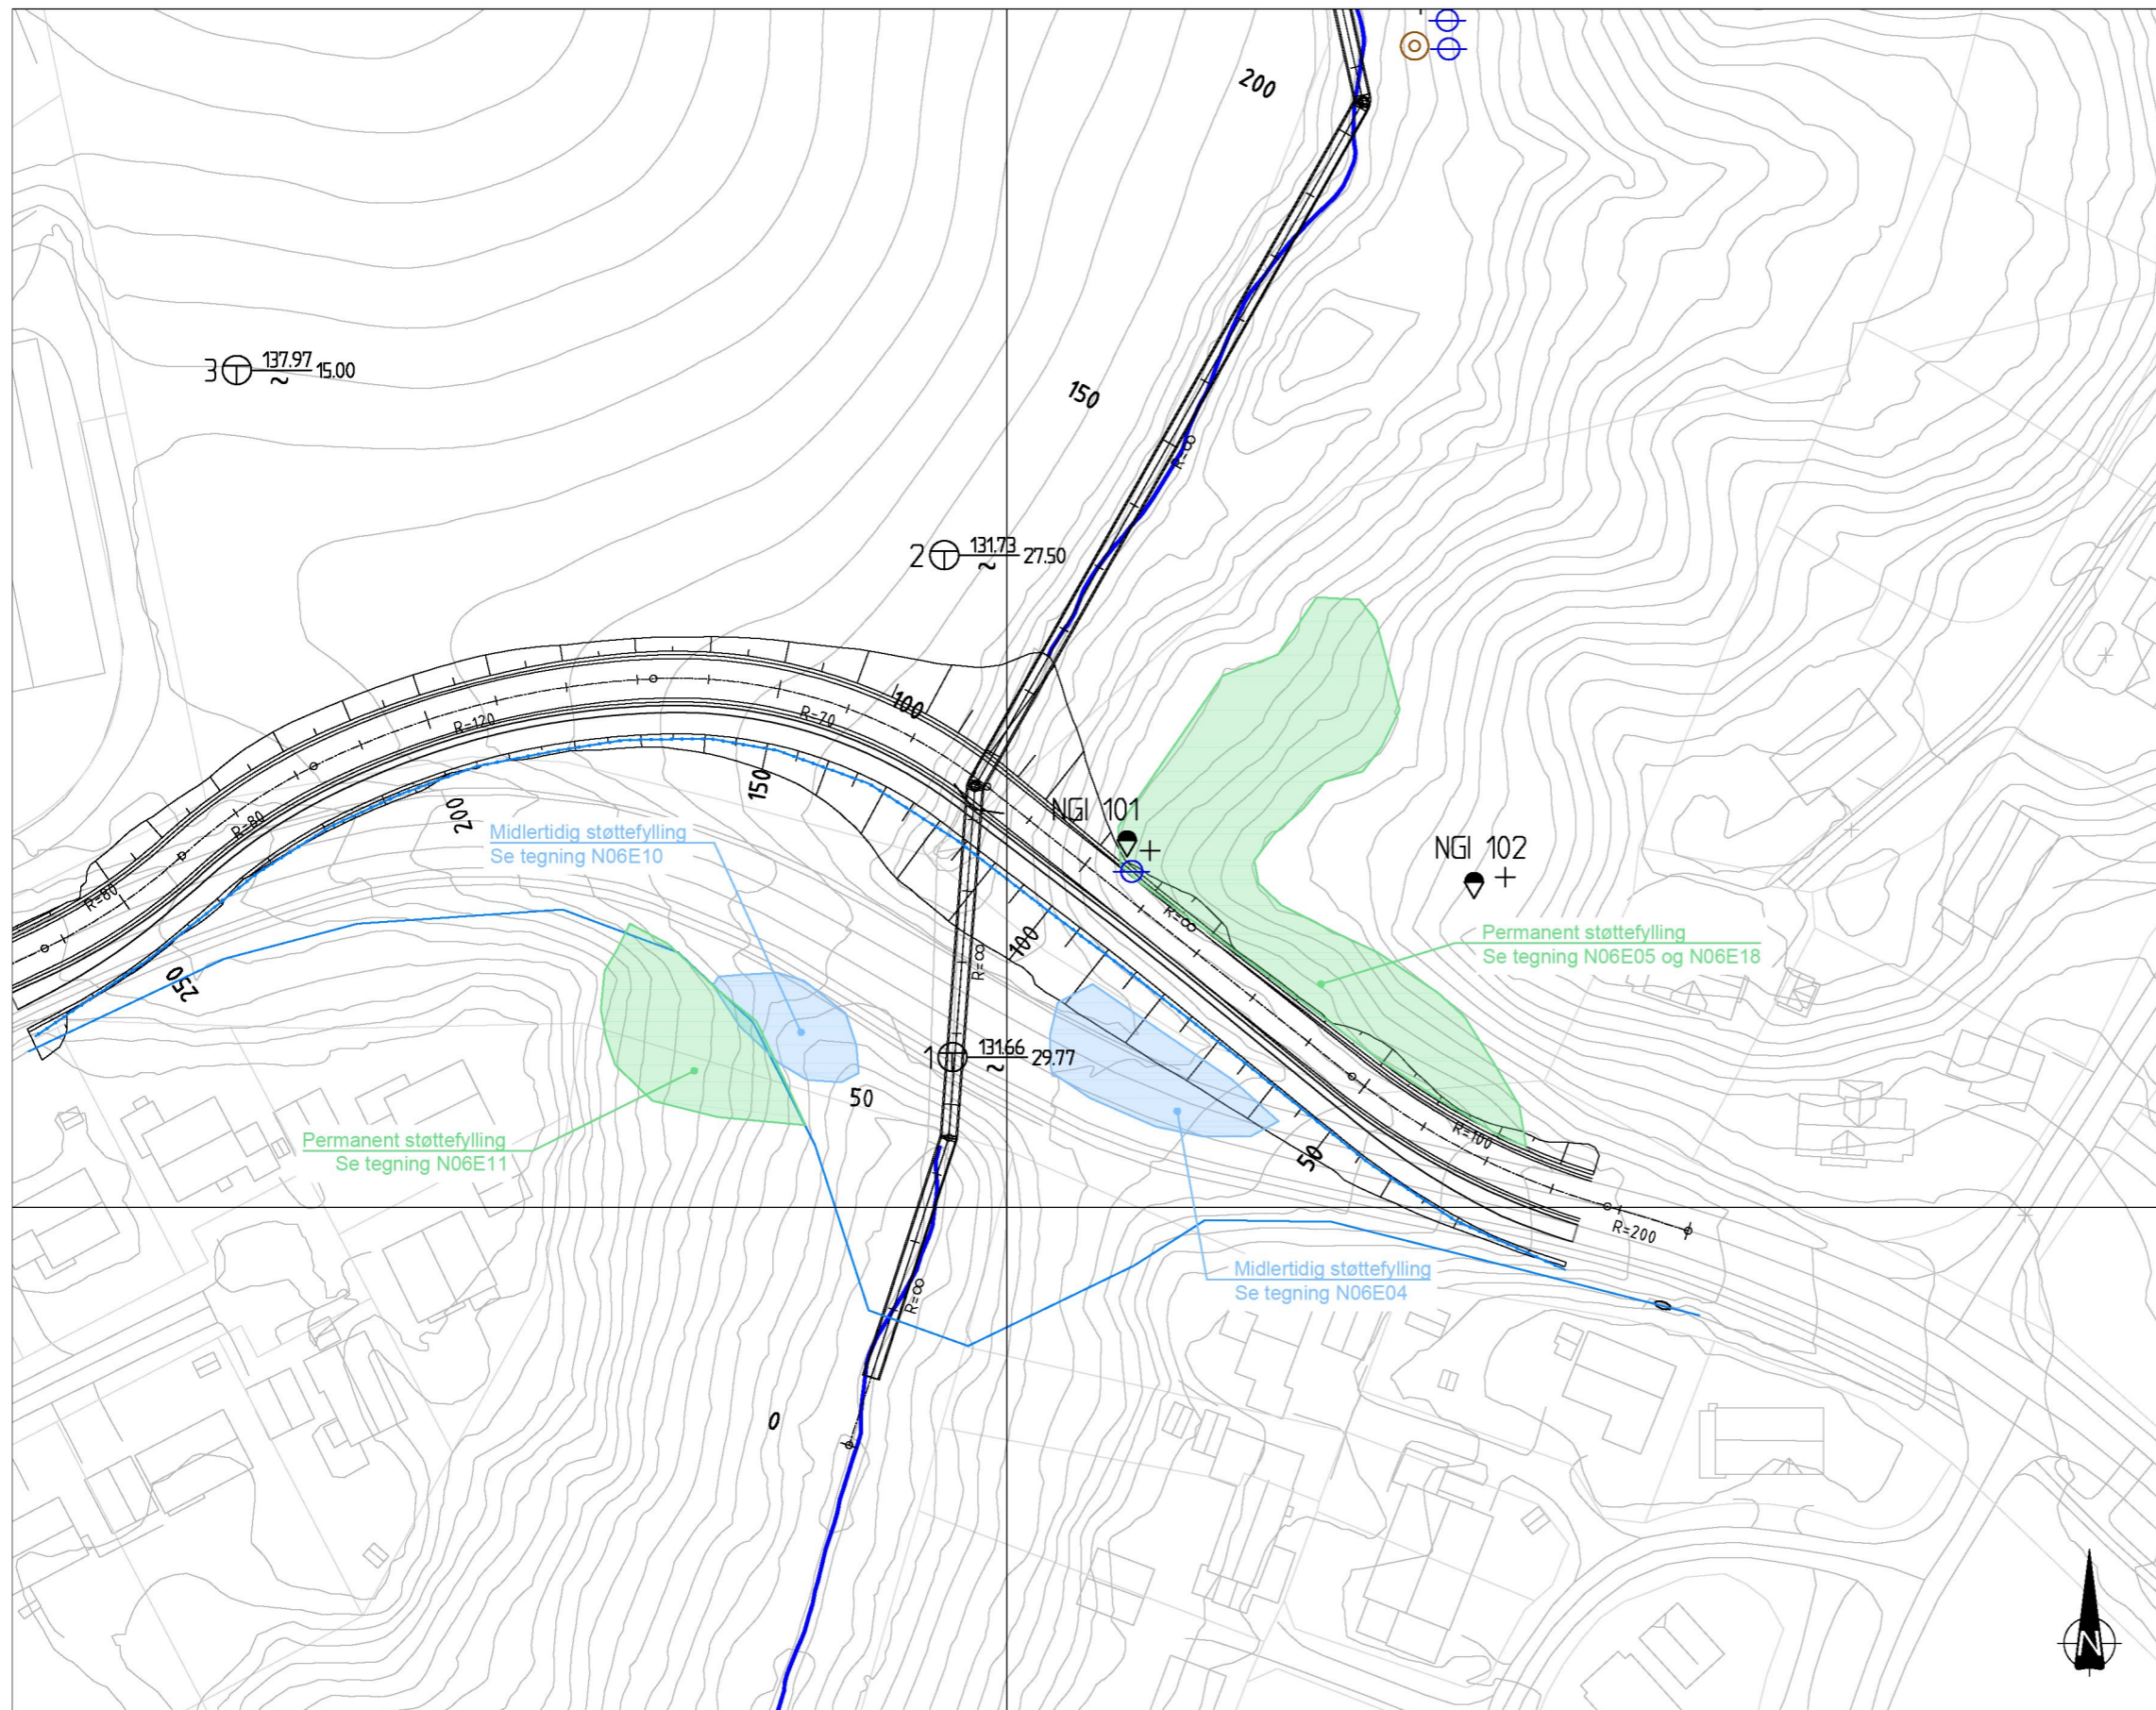 200
3 137.97 15.00
~
150
R=∞
2 131.73 27.50
~
100
R=120
R=70
150
200
R=80
R=80
NGI 101
NGI 102
Midlertidig støttefylling
Se tegning N06E10
R=∞
Permanent støttefylling
Se tegning N06E05 og N06E18
100
R=∞
250
1 131.66 29.77
~
50
Permanent støttefylling
Se tegning N06E11
R=100
50
R=200
Midlertidig støttefylling
Se tegning N06E04
R=∞
0
0
N